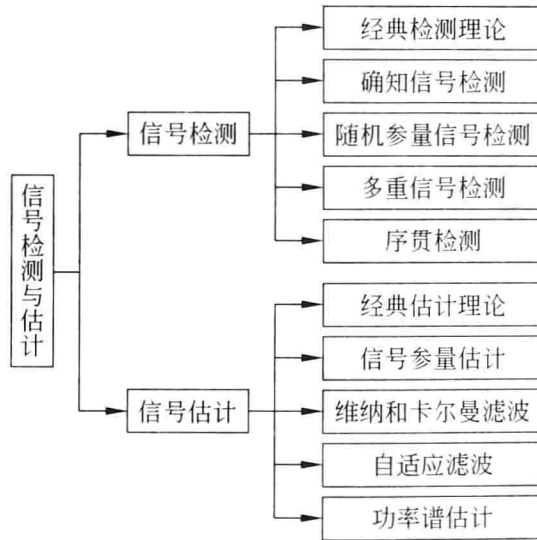 信号检测与估计
信号检测
经典检测理论
确知信号检测
随机参量信号检测
多重信号检测
序贯检测
信号估计
经典估计理论
信号参量估计
维纳和卡尔曼滤波
自适应滤波
功率谱估计